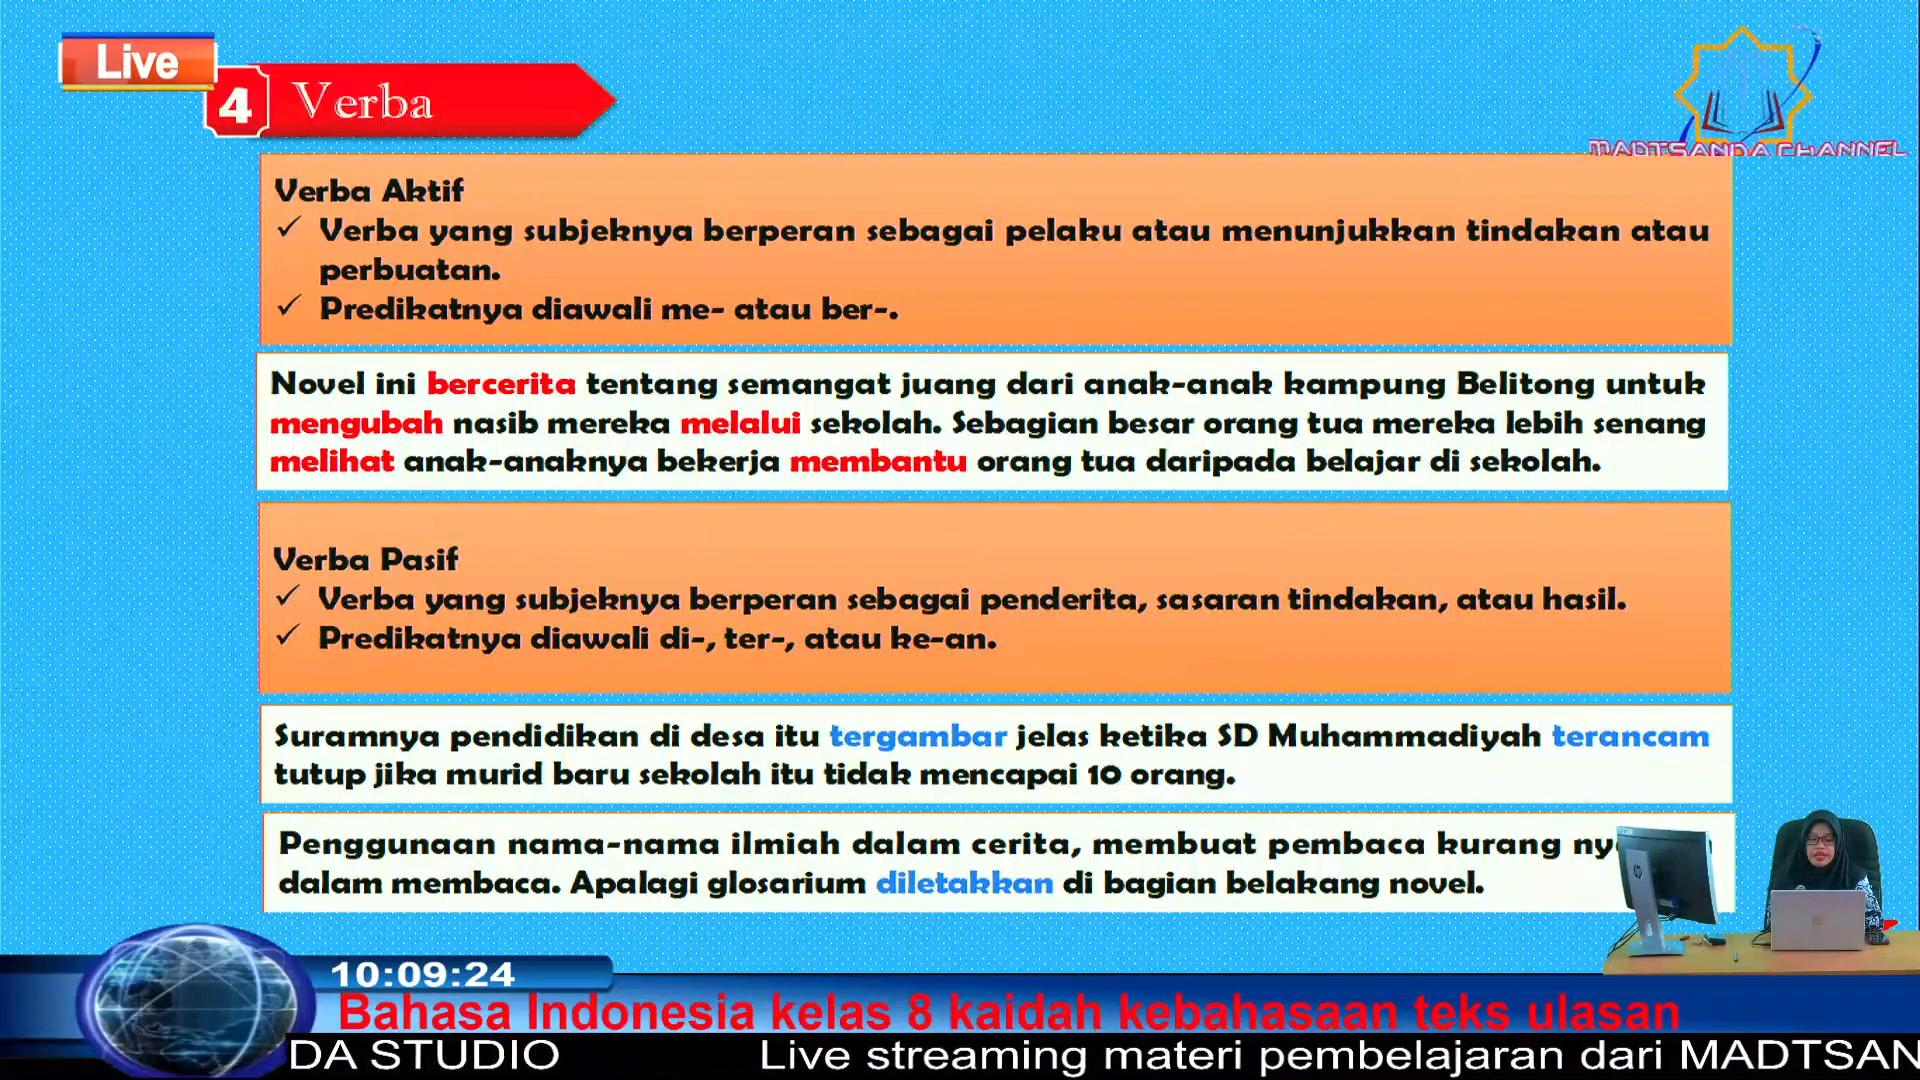 Live
4 Verba
MADTSANDA CHANNEL
Verba Aktif
✓ Verba yang subjeknya berperan sebagai pelaku atau menunjukkan tindakan atau
perbuatan.
✓ Predikatnya diawali me- atau ber-.
Novel ini bercerita tentang semangat juang dari anak-anak kampung Belitong untuk
mengubah nasib mereka melalui sekolah. Sebagian besar orang tua mereka lebih senang
melihat anak-anaknya bekerja membantu orang tua daripada belajar di sekolah.
Verba Pasif
✓ Verba yang subjeknya berperan sebagai penderita, sasaran tindakan, atau hasil.
✓ Predikatnya diawali di-, ter-, atau ke-an.
Suramnya pendidikan di desa itu tergambar jelas ketika SD Muhammadiyah terancam
tutup jika murid baru sekolah itu tidak mencapai 10 orang.
Penggunaan nama-nama ilmiah dalam cerita, membuat pembaca kurang
dalam membaca. Apalagi glosarium diletakkan di bagian belakang novel.
10:09:24
Bahasa Indonesia kelas 8 kaidah kebahasaan teks ulasan
DA STUDIO Live streaming materi pembelajaran dari MADTSAN